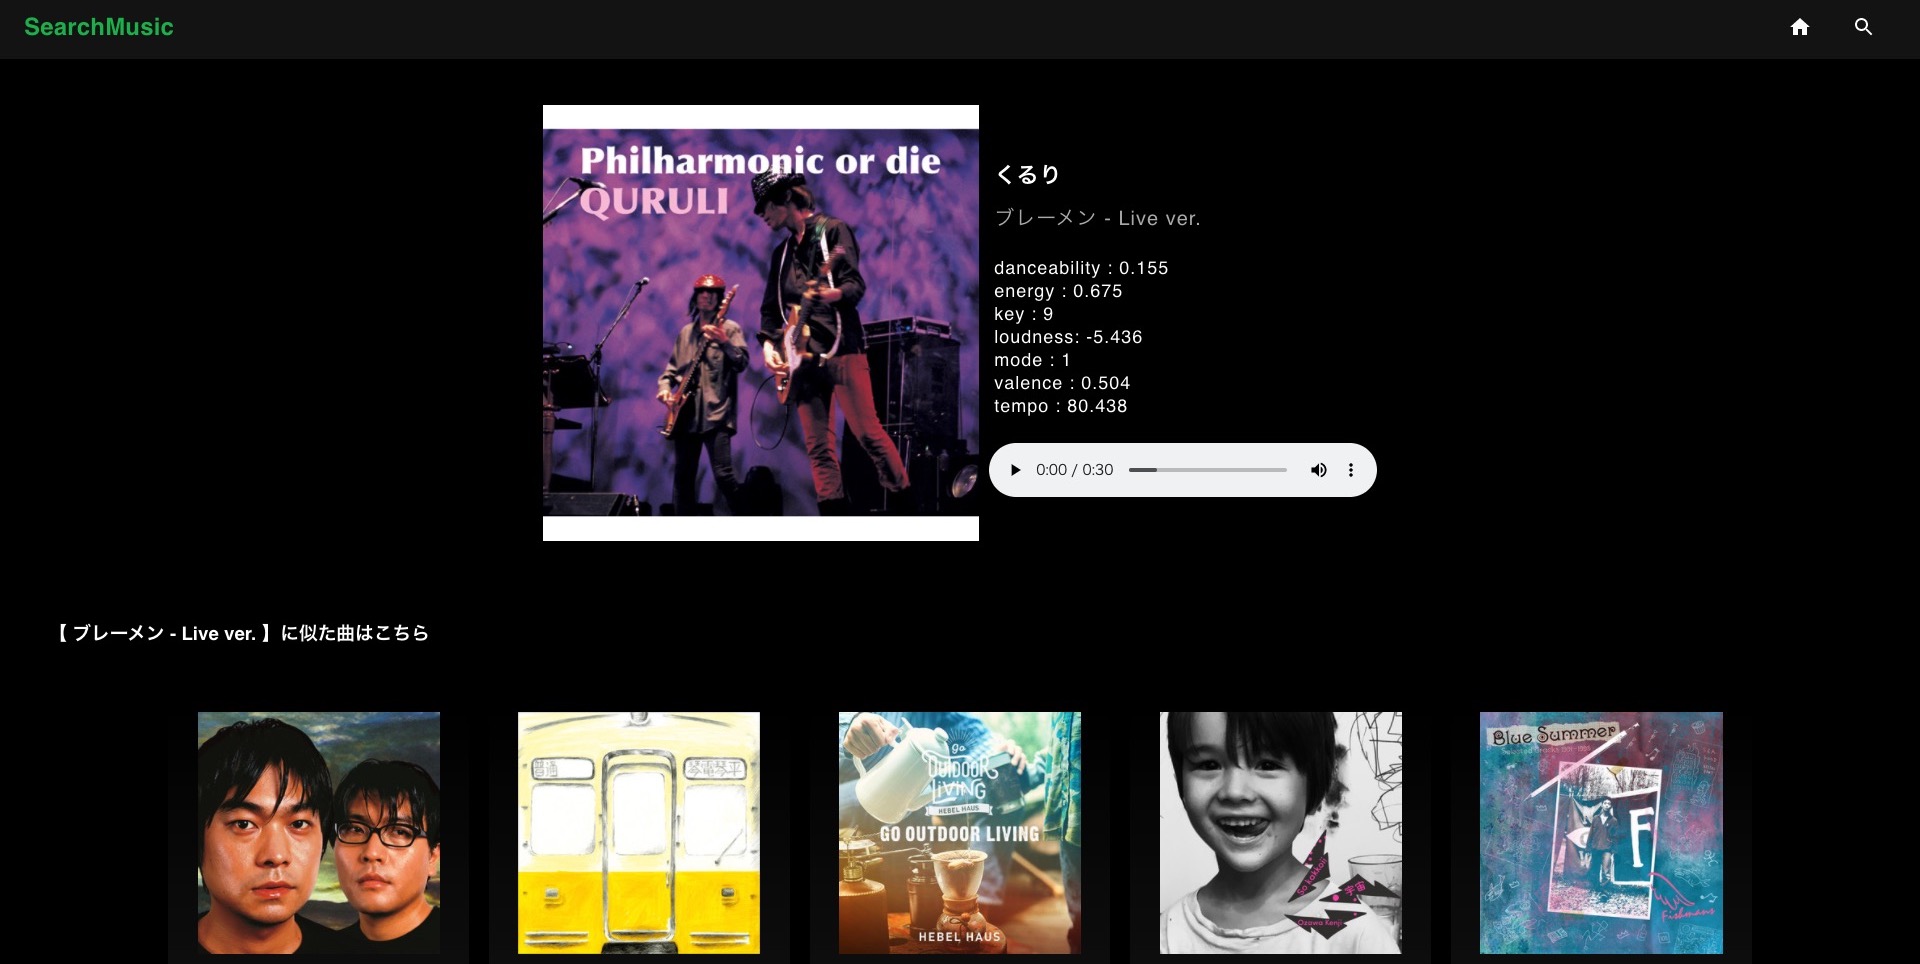 SearchMusic
Philharmonic or die
QURULI
くるり
ブレーメン - Live ver.
danceability : 0.155
energy : 0.675
key : 9
loudness: -5.436
mode : 1
valence : 0.504
tempo : 80.438
0:00 / 0:30
【 ブレーメン - Live ver. 】に似た曲はこちら
普通
琴電琴平
go
OUTDOOR
LiViNG
HEBEL HAUS
GO OUTDOOR LIVING
HEBEL HAUS
So kakkoii
宇宙
Ozawa Kenji
Blue Summer
Selected Tracks 1991-1995
Fishmans